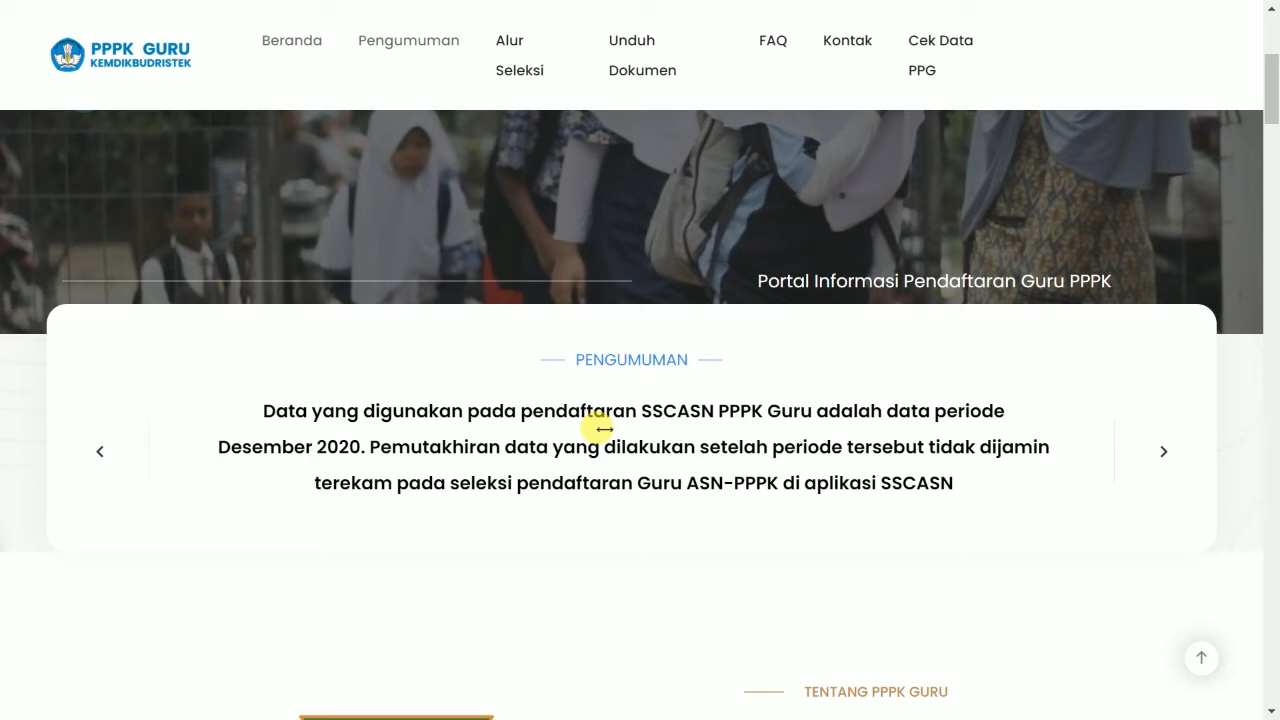 PPPK GURU
KEMDIKBUDRISTEK
Beranda
Pengumuman
Alur
Seleksi
Unduh
Dokumen
FAQ
Kontak
Cek Data
PPG
Portal Informasi Pendaftaran Guru PPPK
PENGUMUMAN
Data yang digunakan pada pendaftaran SSCASN PPPK Guru adalah data periode
Desember 2020. Pemutakhiran data yang dilakukan setelah periode tersebut tidak dijamin
terekam pada seleksi pendaftaran Guru ASN-PPPK di aplikasi SSCASN
TENTANG PPPK GURU